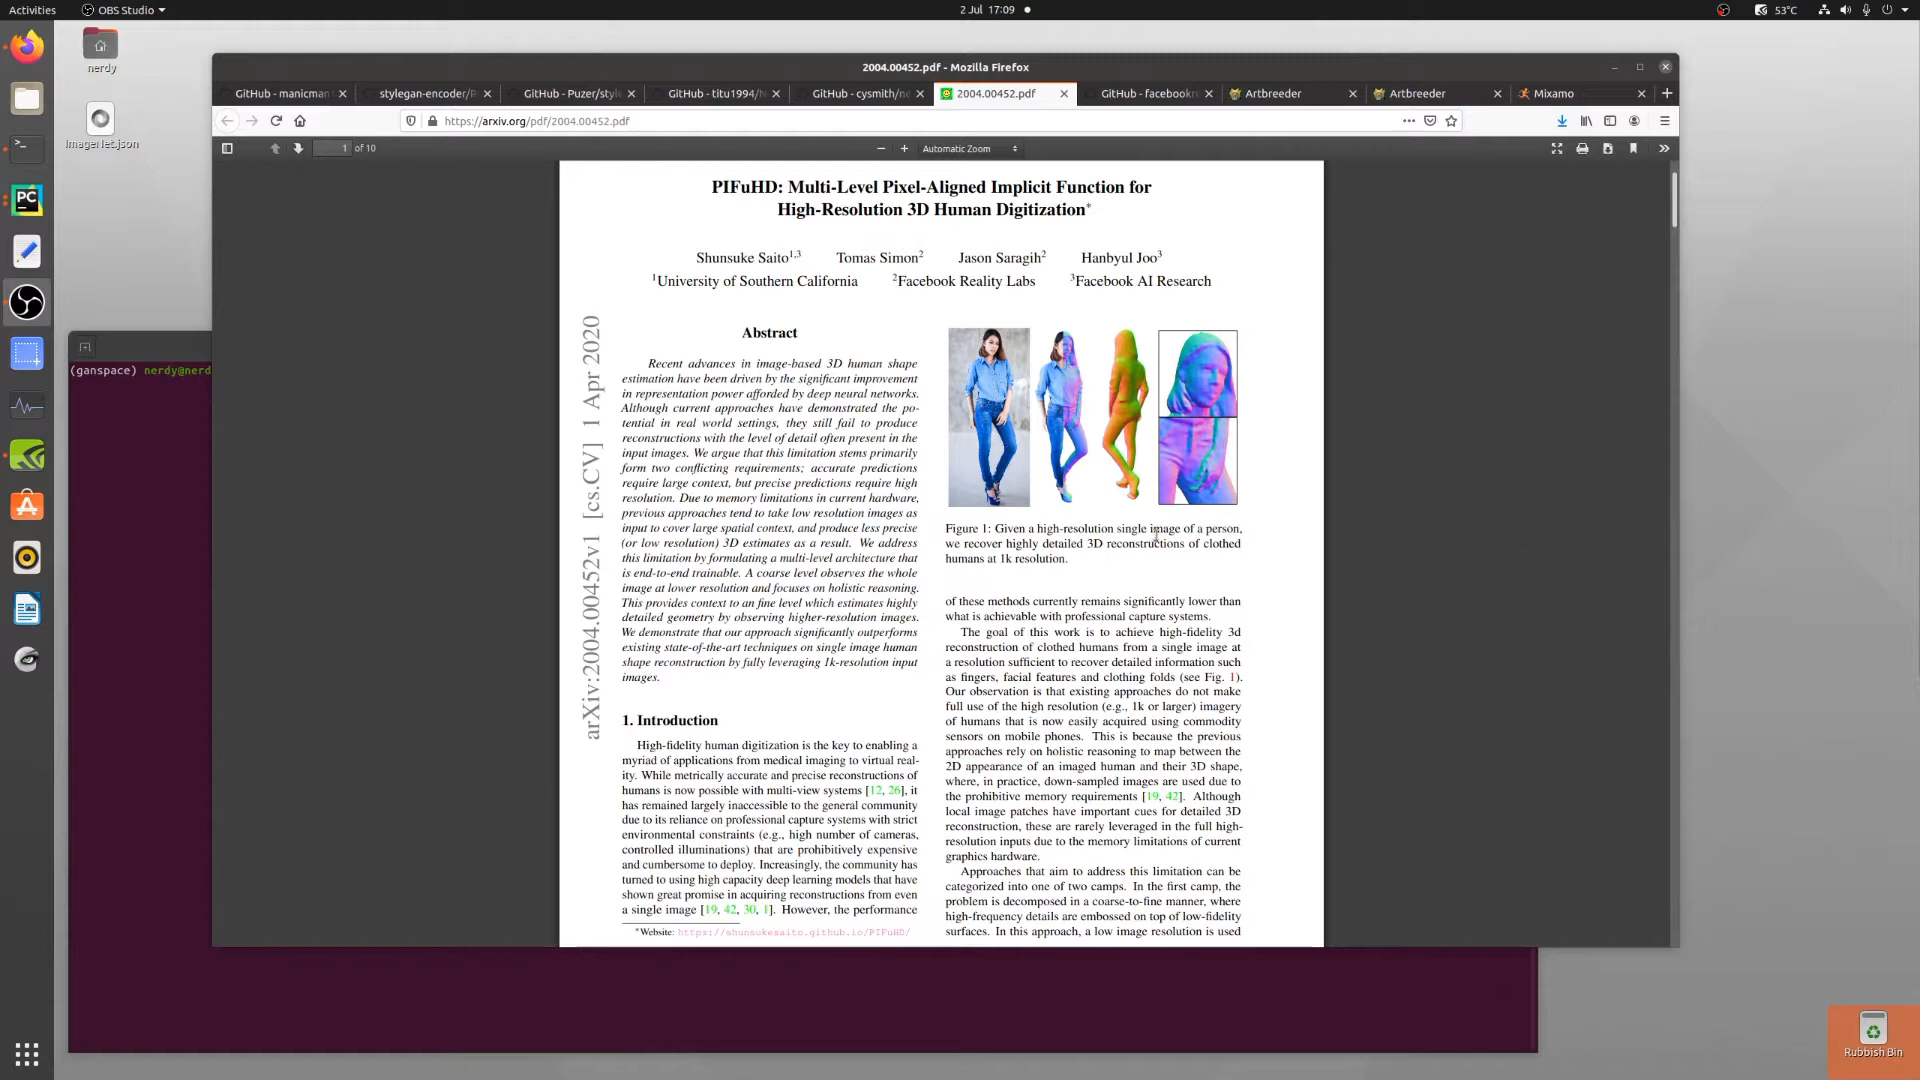 Activities
OBS Studio
2 Jul 17:09
53°C
nerdy
ImageNet.json
2004.00452.pdf - Mozilla Firefox
GitHub - manicman
stylegan-encoder/
GitHub - Puzer/style
GitHub - titu1994/N
GitHub - cysmith/ne
2004.00452.pdf
GitHub - facebookre
Artbreeder
Artbreeder
Mixamo
https://arxiv.org/pdf/2004.00452.pdf
1 of 10
Automatic Zoom
(ganspace) nerdy@nerd
PIFuHD: Multi-Level Pixel-Aligned Implicit Function for
High-Resolution 3D Human Digitization*
Shunsuke Saito1,3 Tomas Simon2 Jason Saragih2 Hanbyul Joo3
1University of Southern California 2Facebook Reality Labs 3Facebook AI Research
arXiv:2004.00452v1 [cs.CV] 1 Apr 2020
Abstract
Recent advances in image-based 3D human shape
estimation have been driven by the significant improvement
in representation power afforded by deep neural networks.
Although current approaches have demonstrated the po-
tential in real world settings, they still fail to produce
reconstructions with the level of detail often present in the
input images. We argue that this limitation stems primarily
form two conflicting requirements; accurate predictions
require large context, but precise predictions require high
resolution. Due to memory limitations in current hardware,
previous approaches tend to take low resolution images as
input to cover large spatial context, and produce less precise
(or low resolution) 3D estimates as a result. We address
this limitation by formulating a multi-level architecture that
is end-to-end trainable. A coarse level observes the whole
image at lower resolution and focuses on holistic reasoning.
This provides context to an fine level which estimates highly
detailed geometry by observing higher-resolution images.
We demonstrate that our approach significantly outperforms
existing state-of-the-art techniques on single image human
shape reconstruction by fully leveraging 1k-resolution input
images.
1. Introduction
High-fidelity human digitization is the key to enabling a
myriad of applications from medical imaging to virtual real-
ity. While metrically accurate and precise reconstructions of
humans is now possible with multi-view systems [12, 26], it
has remained largely inaccessible to the general community
due to its reliance on professional capture systems with strict
environmental constraints (e.g., high number of cameras,
controlled illuminations) that are prohibitively expensive
and cumbersome to deploy. Increasingly, the community has
turned to using high capacity deep learning models that have
shown great promise in acquiring reconstructions from even
a single image [19, 42, 30, 1]. However, the performance
*Website: https://shunsukesaito.github.io/PIFuHD/
Figure 1: Given a high-resolution single image of a person,
we recover highly detailed 3D reconstructions of clothed
humans at 1k resolution.
of these methods currently remains significantly lower than
what is achievable with professional capture systems.
The goal of this work is to achieve high-fidelity 3d
reconstruction of clothed humans from a single image at
a resolution sufficient to recover detailed information such
as fingers, facial features and clothing folds (see Fig. 1).
Our observation is that existing approaches do not make
full use of the high resolution (e.g., 1k or larger) imagery
of humans that is now easily acquired using commodity
sensors on mobile phones. This is because the previous
approaches rely on holistic reasoning to map between the
2D appearance of an imaged human and their 3D shape,
where, in practice, down-sampled images are used due to
the prohibitive memory requirements [19, 42]. Although
local image patches have important cues for detailed 3D
reconstruction, these are rarely leveraged in the full high-
resolution inputs due to the memory limitations of current
graphics hardware.
Approaches that aim to address this limitation can be
categorized into one of two camps. In the first camp, the
problem is decomposed in a coarse-to-fine manner, where
high-frequency details are embossed on top of low-fidelity
surfaces. In this approach, a low image resolution is used
Rubbish Bin